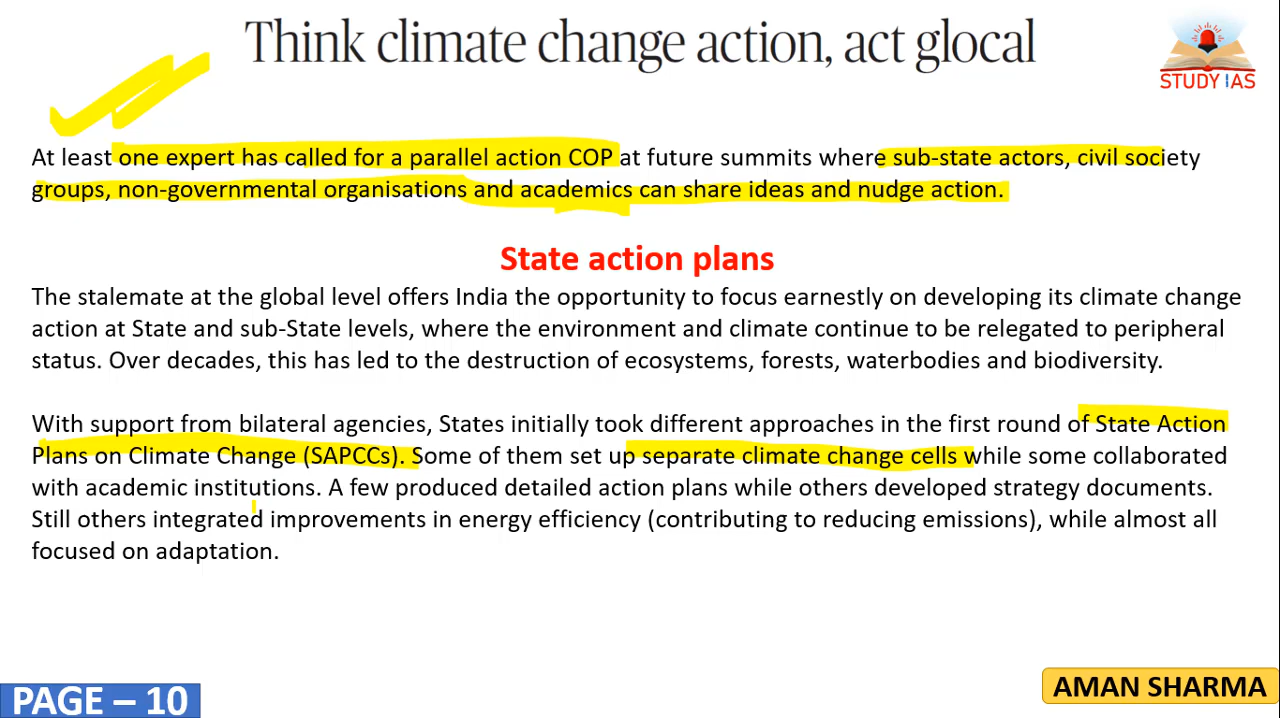 Think climate change action, act glocal
STUDY IAS
At least one expert has called for a parallel action COP at future summits where sub-state actors, civil society
groups, non-governmental organisations and academics can share ideas and nudge action.
State action plans
The stalemate at the global level offers India the opportunity to focus earnestly on developing its climate change
action at State and sub-State levels, where the environment and climate continue to be relegated to peripheral
status. Over decades, this has led to the destruction of ecosystems, forests, waterbodies and biodiversity.
With support from bilateral agencies, States initially took different approaches in the first round of State Action
Plans on Climate Change (SAPCCs). Some of them set up separate climate change cells while some collaborated
with academic institutions. A few produced detailed action plans while others developed strategy documents.
Still others integrated improvements in energy efficiency (contributing to reducing emissions), while almost all
focused on adaptation.
PAGE – 10
AMAN SHARMA